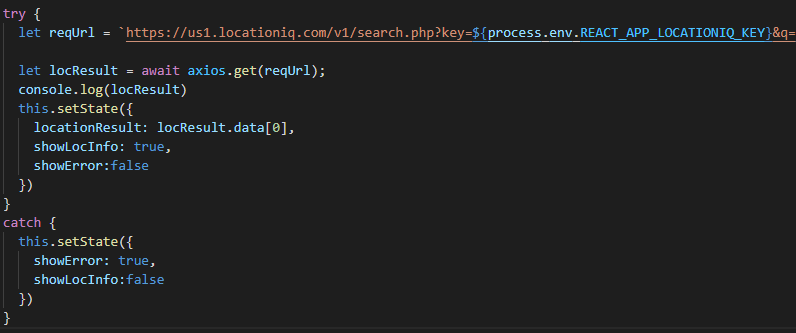 try {
let reqUrl = `https://us1.locationiq.com/v1/search.php?key=${process.env.REACT_APP_LOCATIONIQ_KEY}&q=
let locResult = await axios.get(reqUrl);
console.log(locResult)
this.setState({
locationResult: locResult.data[0],
showLocInfo: true,
showError:false
})
}
catch {
this.setState({
showError: true,
showLocInfo:false
})
}